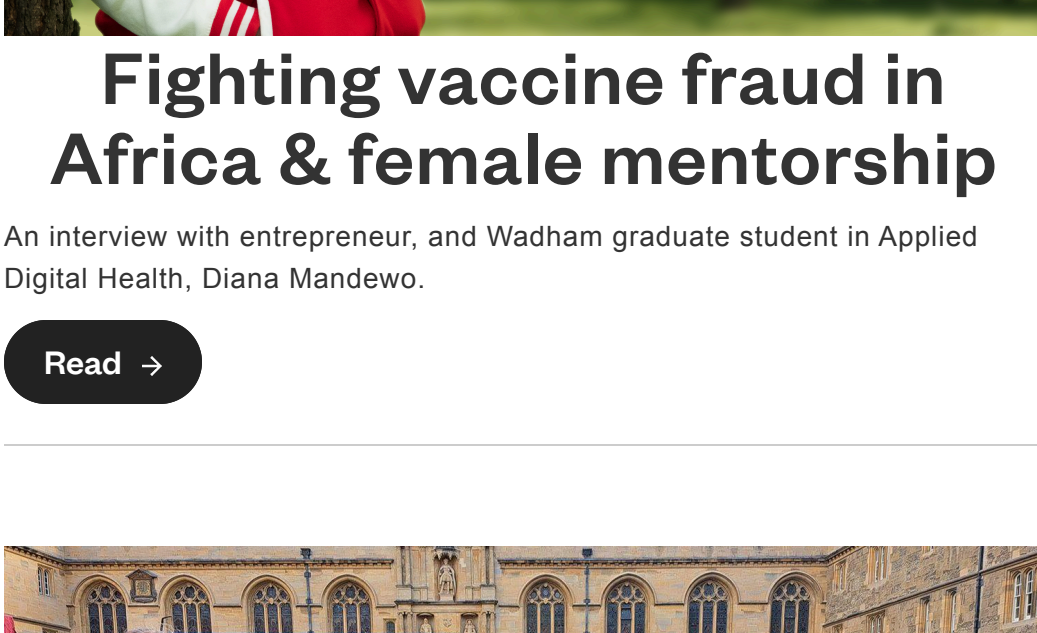 Fighting vaccine fraud in
Africa & female mentorship
An interview with entrepreneur, and Wadham graduate student in Applied
Digital Health, Diana Mandewo.
Read →